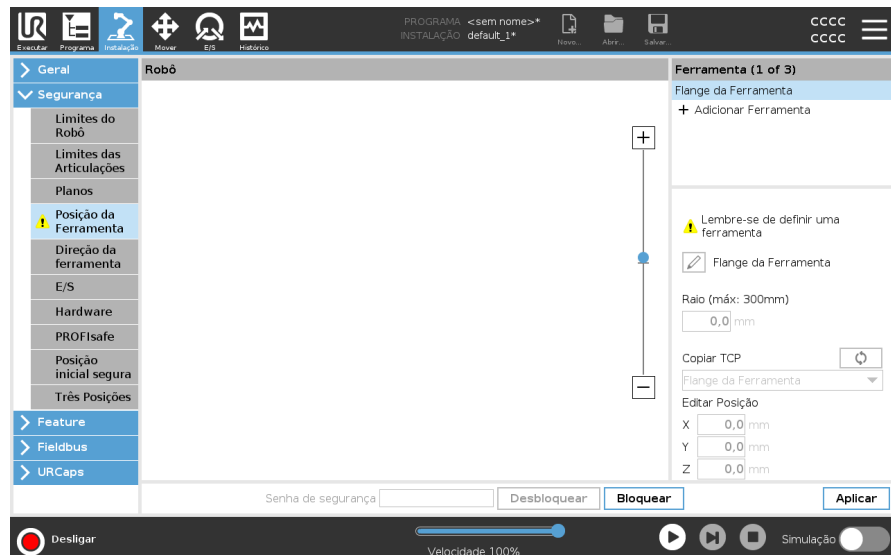 UR
Executar
Programa
Instalação
Mover
E/S
Histórico
PROGRAMA <sem nome>*
INSTALAÇÃO default_1*
Novo...
Abrir...
Salvar...
CCCC
CCCC
Geral
Segurança
Limites do
Robô
Limites das
Articulações
Planos
Posição da
Ferramenta
Direção da
ferramenta
E/S
Hardware
PROFIsafe
Posição
inicial segura
Três Posições
Feature
Fieldbus
URCaps
Robô
Ferramenta (1 of 3)
Flange da Ferramenta
+ Adicionar Ferramenta
Lembre-se de definir uma
ferramenta
Flange da Ferramenta
Raio (máx: 300mm)
0,0 mm
Copiar TCP
Flange da Ferramenta
Editar Posição
X 0,0 mm
Y 0,0 mm
Z 0,0 mm
Senha de segurança
Desbloquear
Bloquear
Aplicar
Desligar
Velocidade 100%
Simulação